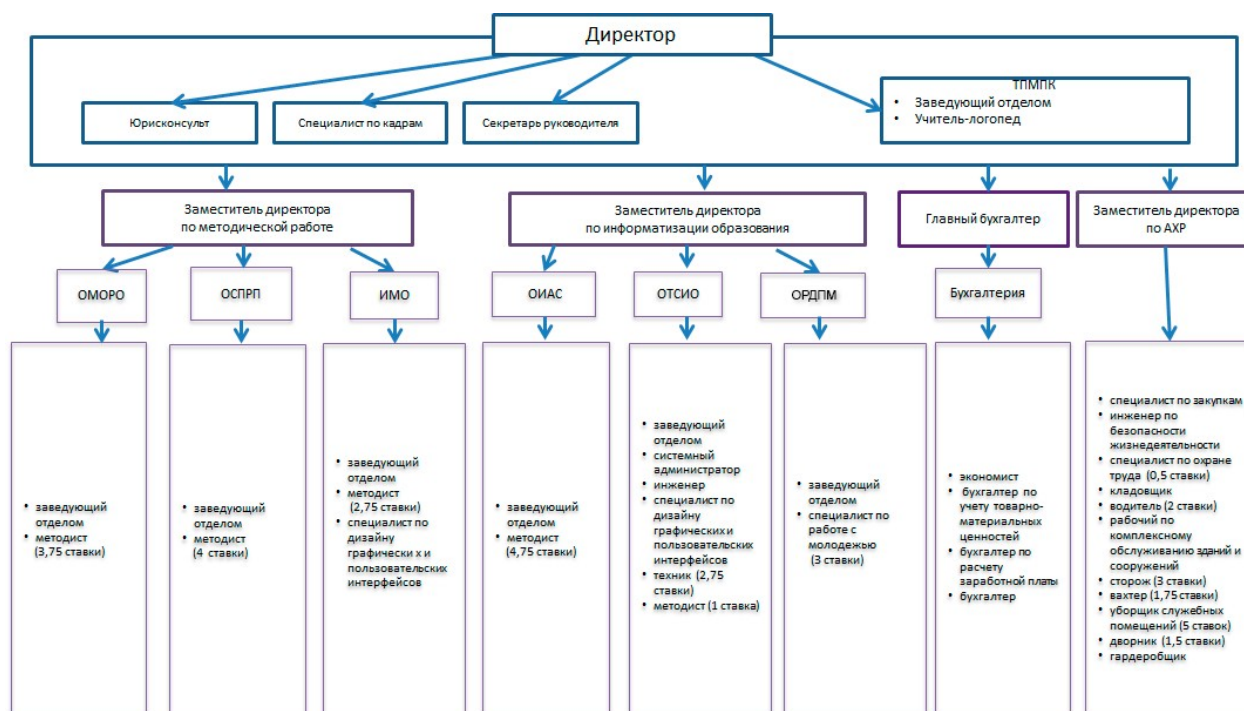 Директор
ТПМПК
• Заведующий отделом
• Учитель-логопед
Юрисконсульт
Специалист по кадрам
Секретарь руководителя
Заместитель директора
по методической работе
Заместитель директора
по информатизации образования
Главный бухгалтер
Заместитель директора
по АХР
ОМОРО
ОСПРП
ИМО
ОИАС
ОТСИО
ОРДПМ
Бухгалтерия
• заведующий
отделом
• методист
(3,75 ставки)
• заведующий
отделом
• методист
(4 ставки)
• заведующий
отделом
• методист
(2,75 ставки)
• специалист по
дизайну
графически х и
пользовательских
интерфейсов
• заведующий
отделом
• методист
(4,75 ставки)
• заведующий
отделом
• системный
администратор
• инженер
• специалист по
дизайну
графических и
пользовательских
интерфейсов
• техник (2,75
ставки)
• методист (1 ставка)
• заведующий
отделом
• специалист по
работе с
молодежью
(3 ставки)
• экономист
• бухгалтер по
учету товарно-
материальных
ценностей
• бухгалтер по
расчету
заработной платы
• бухгалтер
• специалист по закупкам
• инженер по
безопасности
жизнедеятельности
• специалист по охране
труда (0,5 ставки)
• кладовщик
• водитель (2 ставки)
• рабочий по
комплексному
обслуживанию зданий и
сооружений
• сторож (3 ставки)
• вахтер (1,75 ставки)
• уборщик служебных
помещений (5 ставок)
• дворник (1,5 ставки)
• гардеробщик